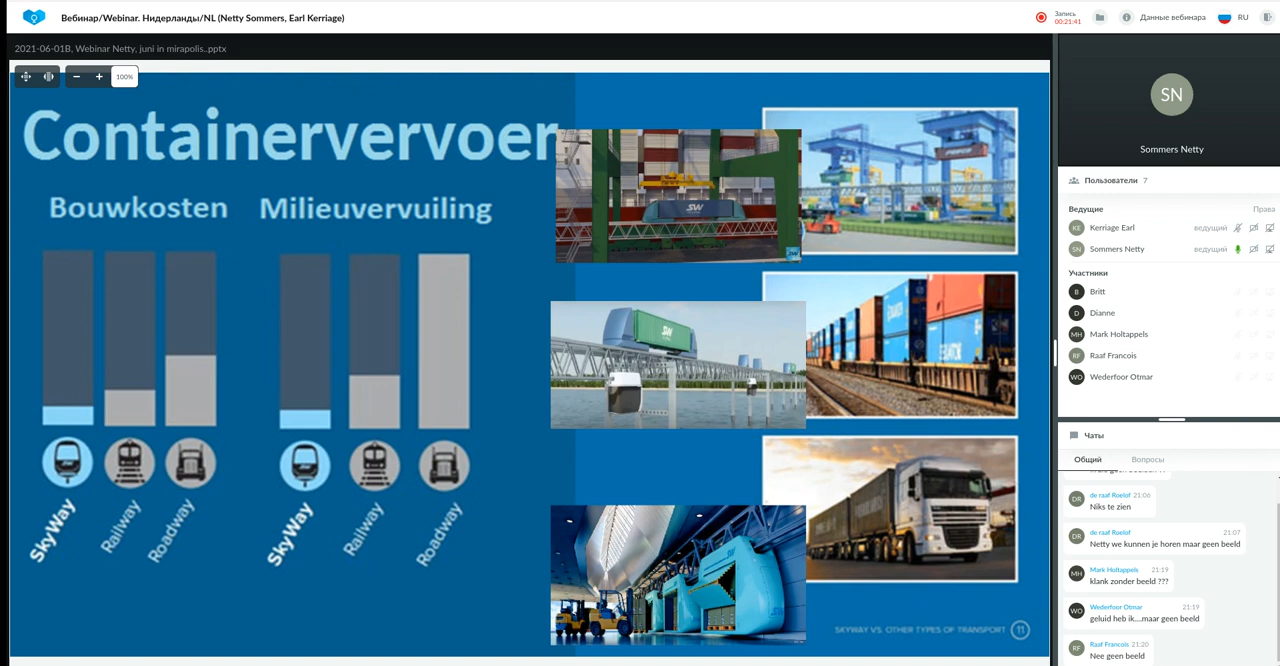 Вебинар/Webinar. Нидерланды/NL (Netty Sommers, Earl Kerriage)
Запись
00:21:41
Данные вебинара
RU
2021-06-01B, Webinar Netty, juni in mirapolis..pptx
100%
Containervervoer
Bouwkosten
Milieuvervuiling
SkyWay
Railway
Roadway
SkyWay
Railway
Roadway
SW
SW
SKYWAY VS. OTHER TYPES OF TRANSPORT 11
SN
Sommers Netty
Пользователи 7
Ведущие
Права
KE Kerriage Earl ведущий
SN Sommers Netty ведущий
Участники
B Britt
D Dianne
MH Mark Holtappels
RF Raaf Francois
WO Wederfoor Otmar
Чаты
Общий
Вопросы
DR de raaf Roelof 21:06
Niks te zien
DR de raaf Roelof 21:07
Netty we kunnen je horen maar geen beeld
MH Mark Holtappels 21:19
klank zonder beeld ???
WO Wederfoor Otmar 21:19
geluid heb ik....maar geen beeld
RF Raaf Francois 21:20
Nee geen beeld